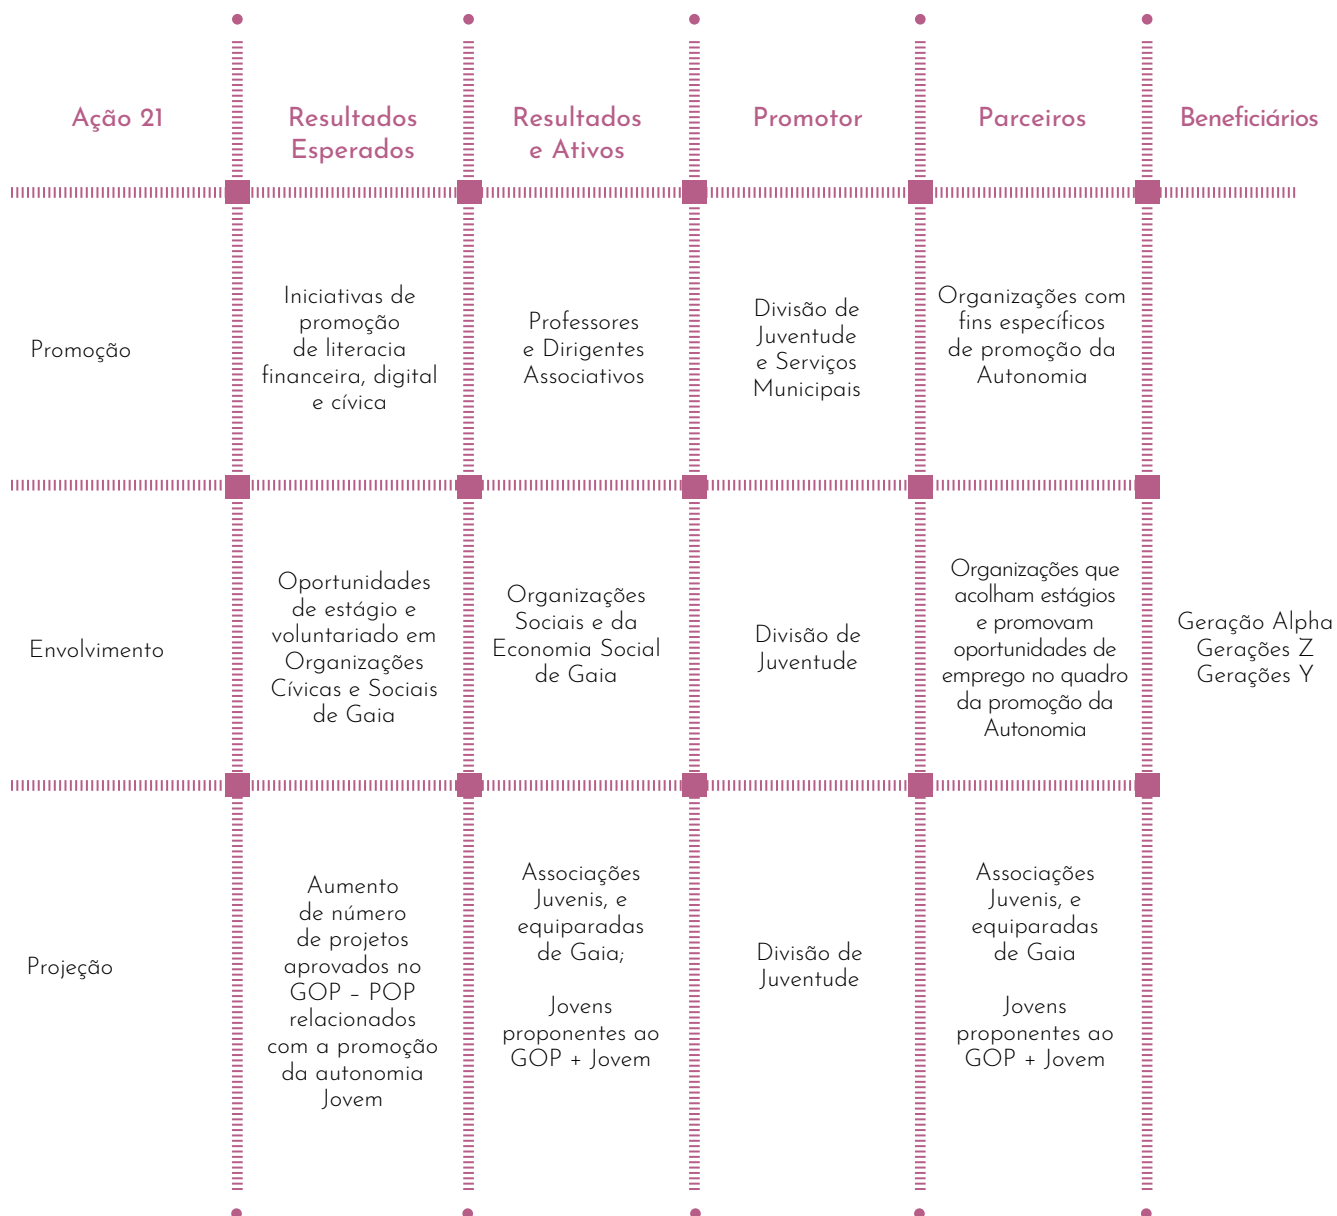 Ação 21
Resultados
Esperados
Resultados
e Ativos
Promotor
Parceiros
Beneficiários
Promoção
Iniciativas de
promoção
de literacia
financeira, digital
e cívica
Professores
e Dirigentes
Associativos
Divisão de
Juventude
e Serviços
Municipais
Organizações com
fins específicos
de promoção da
Autonomia
Envolvimento
Oportunidades
de estágio e
voluntariado em
Organizações
Cívicas e Sociais
de Gaia
Organizações
Sociais e da
Economia Social
de Gaia
Divisão de
Juventude
Organizações que
acolham estágios
e promovam
oportunidades de
emprego no quadro
da promoção da
Autonomia
Geração Alpha
Gerações Z
Gerações Y
Projeção
Aumento
de número
de projetos
aprovados no
GOP – POP
relacionados
com a promoção
da autonomia
Jovem
Associações
Juvenis, e
equiparadas
de Gaia;
Jovens
proponentes ao
GOP + Jovem
Divisão de
Juventude
Associações
Juvenis, e
equiparadas
de Gaia
Jovens
proponentes ao
GOP + Jovem